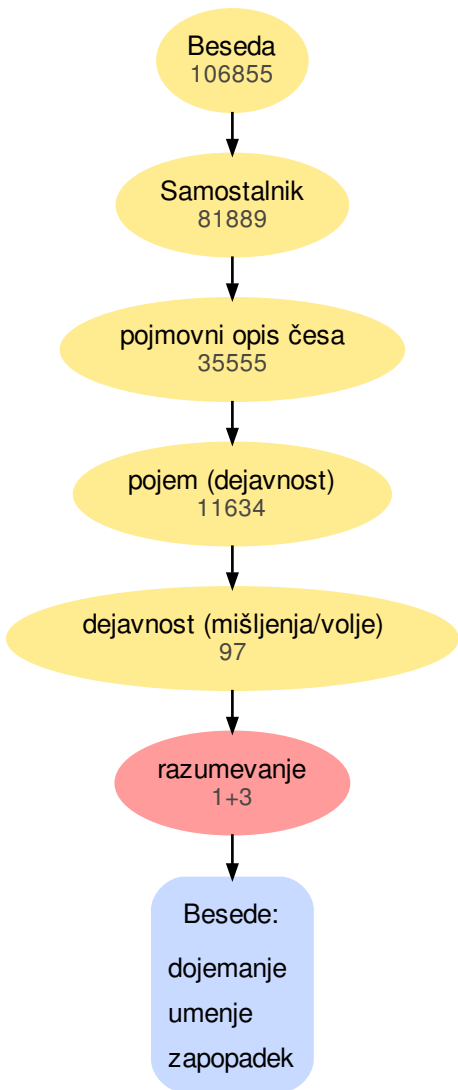 Beseda
106855
Samostalnik
81889
pojmovni opis česa
35555
pojem (dejavnost)
11634
dejavnost (mišljenja/volje)
97
razumevanje
1+3
Besede:
dojemanje
umenje
zapopadek